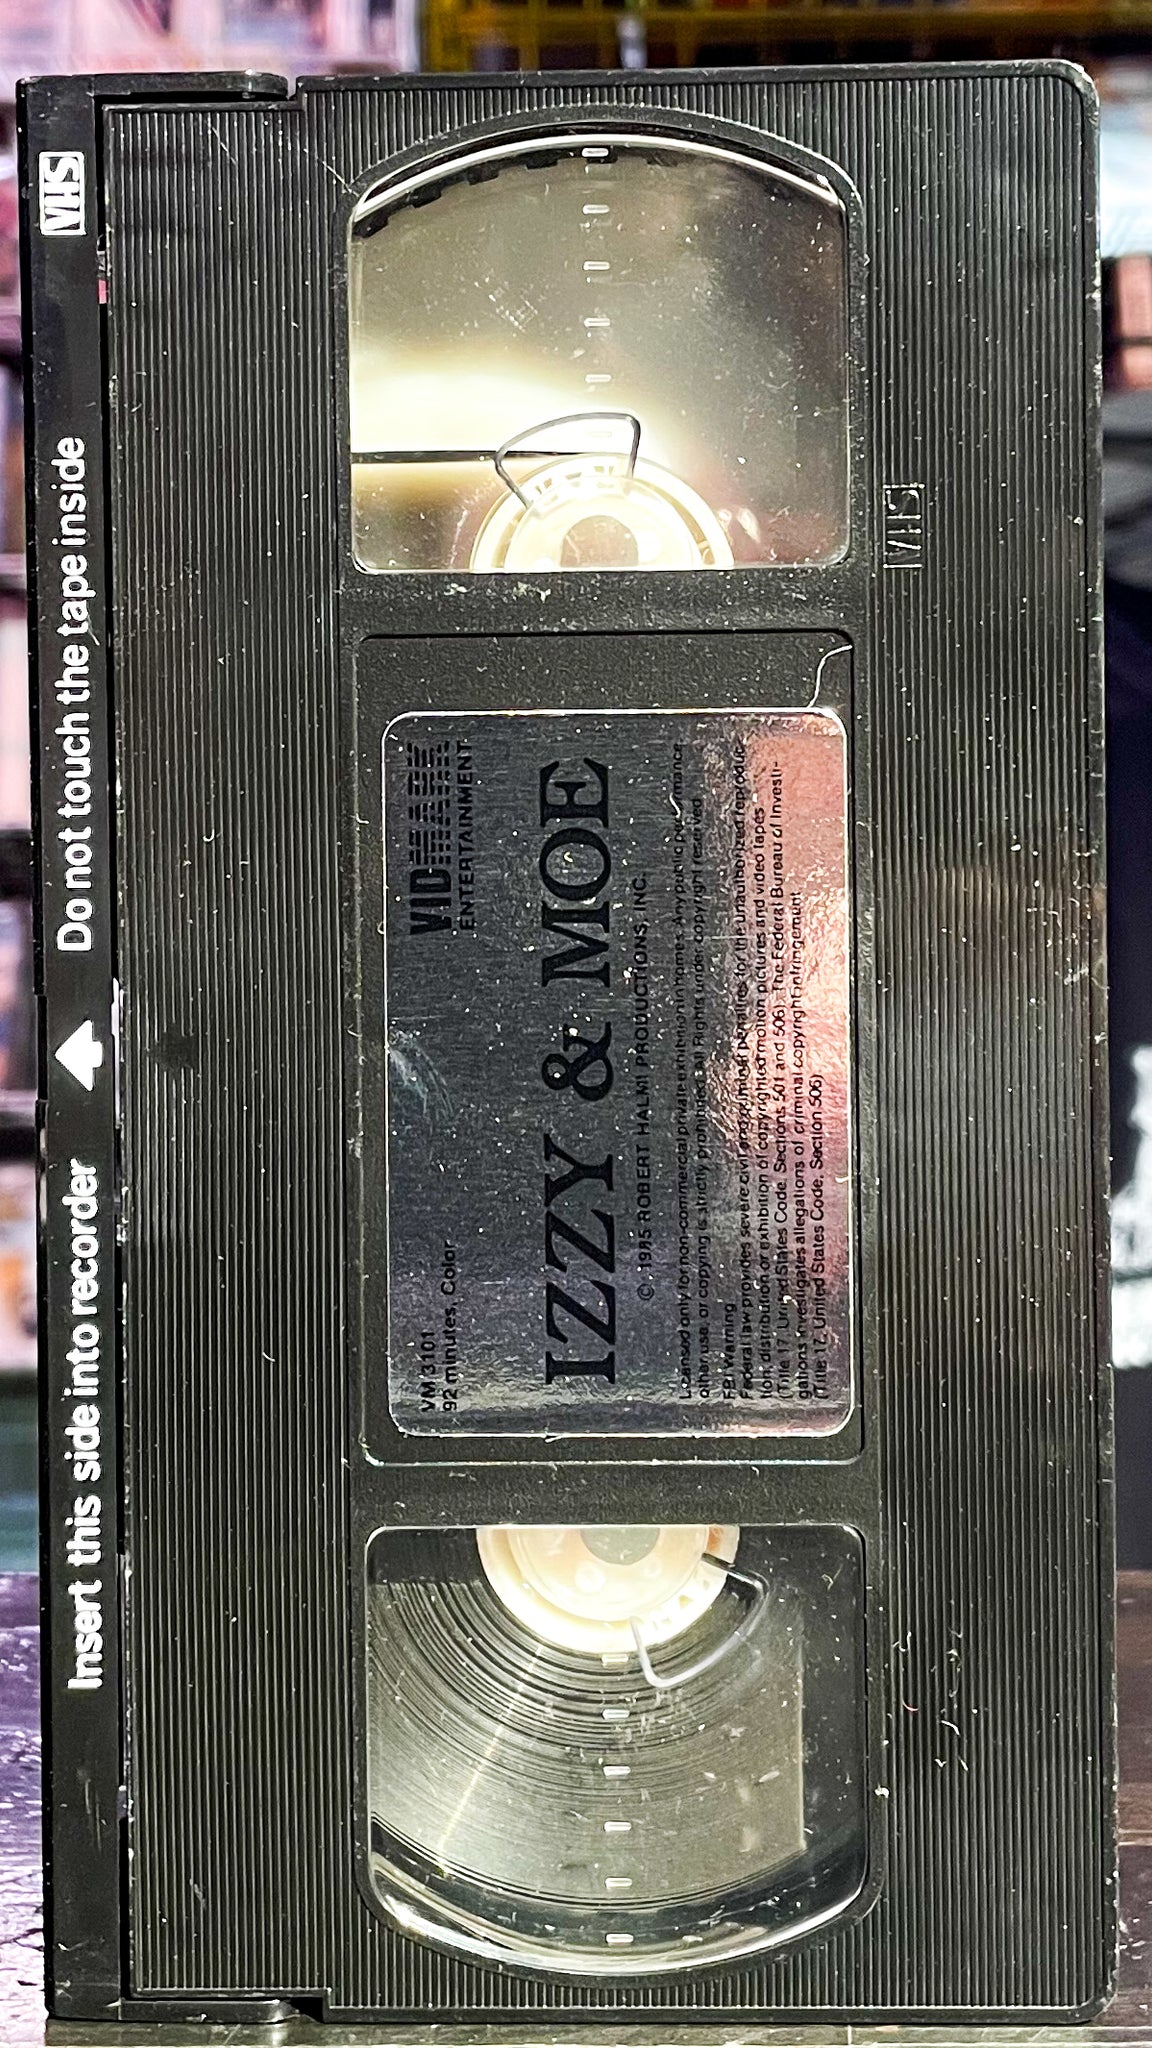 Insert this side into recorder
Do not touch the tape inside
VHS
VM 3101
92 minutes, Color
VIDMARK
ENTERTAINMENT
IZZY & MOE
© 1985 ROBERT HALMI PRODUCTIONS, INC.
Licensed only for non-commercial private exhibition in homes. Any public performance,
other use, or copying is strictly prohibited. All Rights under copyright reserved
FBI Warning
Federal law provides severe civil and criminal penalties for the unauthorized reproduc-
tion, distribution or exhibition of copyrighted motion pictures and video tapes
(Title 17, United States Code, Sections 501 and 506). The Federal Bureau of Investi-
gations investigates allegations of criminal copyright infringement
(Title 17, United States Code, Section 506)
VHS